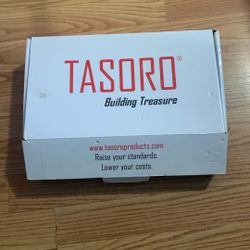 TASORO®
Building Treasure
www.tasoroproducts.com
Raise your standards.
Lower your costs.